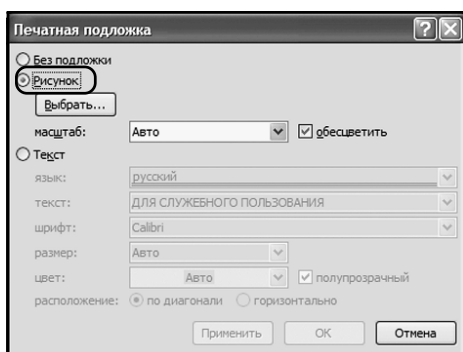 Печатная подложка
Без подложки
Рисунок
Выбрать...
масштаб: Авто обесцветить
Текст
язык: русский
текст: ДЛЯ СЛУЖЕБНОГО ПОЛЬЗОВАНИЯ
шрифт: Calibri
размер: Авто
цвет: Авто полупрозрачный
расположение: по диагонали горизонтально
Применить ОК Отмена